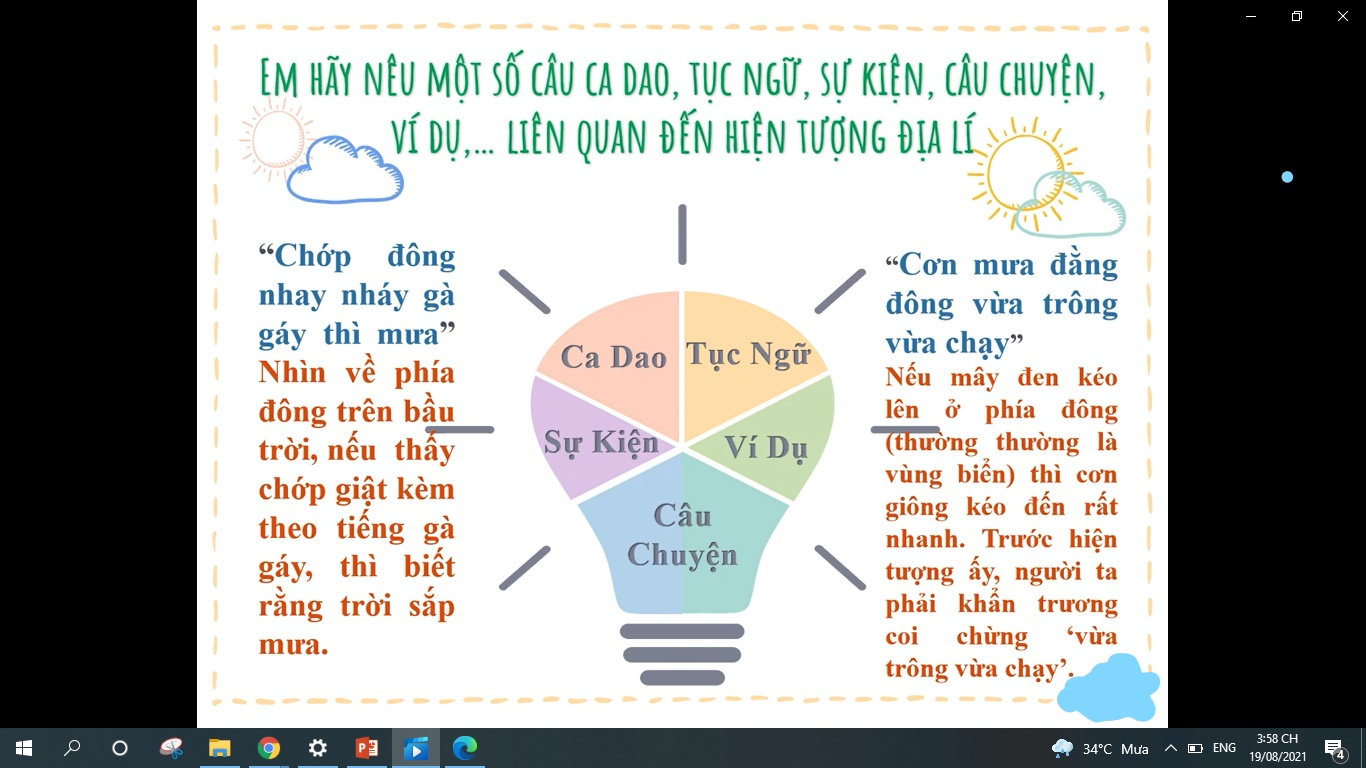 EM HÃY NÊU MỘT SỐ CÂU CA DAO, TỤC NGỮ, SỰ KIỆN, CÂU CHUYỆN,
VÍ DỤ,... LIÊN QUAN ĐẾN HIỆN TƯỢNG ĐỊA LÍ
“Chớp đông
nhay nháy gà
gáy thì mưa”
Nhìn về phía
đông trên bầu
trời, nếu thấy
chớp giật kèm
theo tiếng gà
gáy, thì biết
rằng trời sắp
mưa.
Ca Dao
Tục Ngữ
Sự Kiện
Ví Dụ
Câu
Chuyện
“Cơn mưa đằng
đông vừa trông
vừa chạy”
Nếu mây đen kéo
lên ở phía đông
(thường thường là
vùng biển) thì cơn
giông kéo đến rất
nhanh. Trước hiện
tượng ấy, người ta
phải khẩn trương
coi chừng ‘vừa
trông vừa chạy’.
34°C Mưa
ENG
3:58 CH
19/08/2021
4